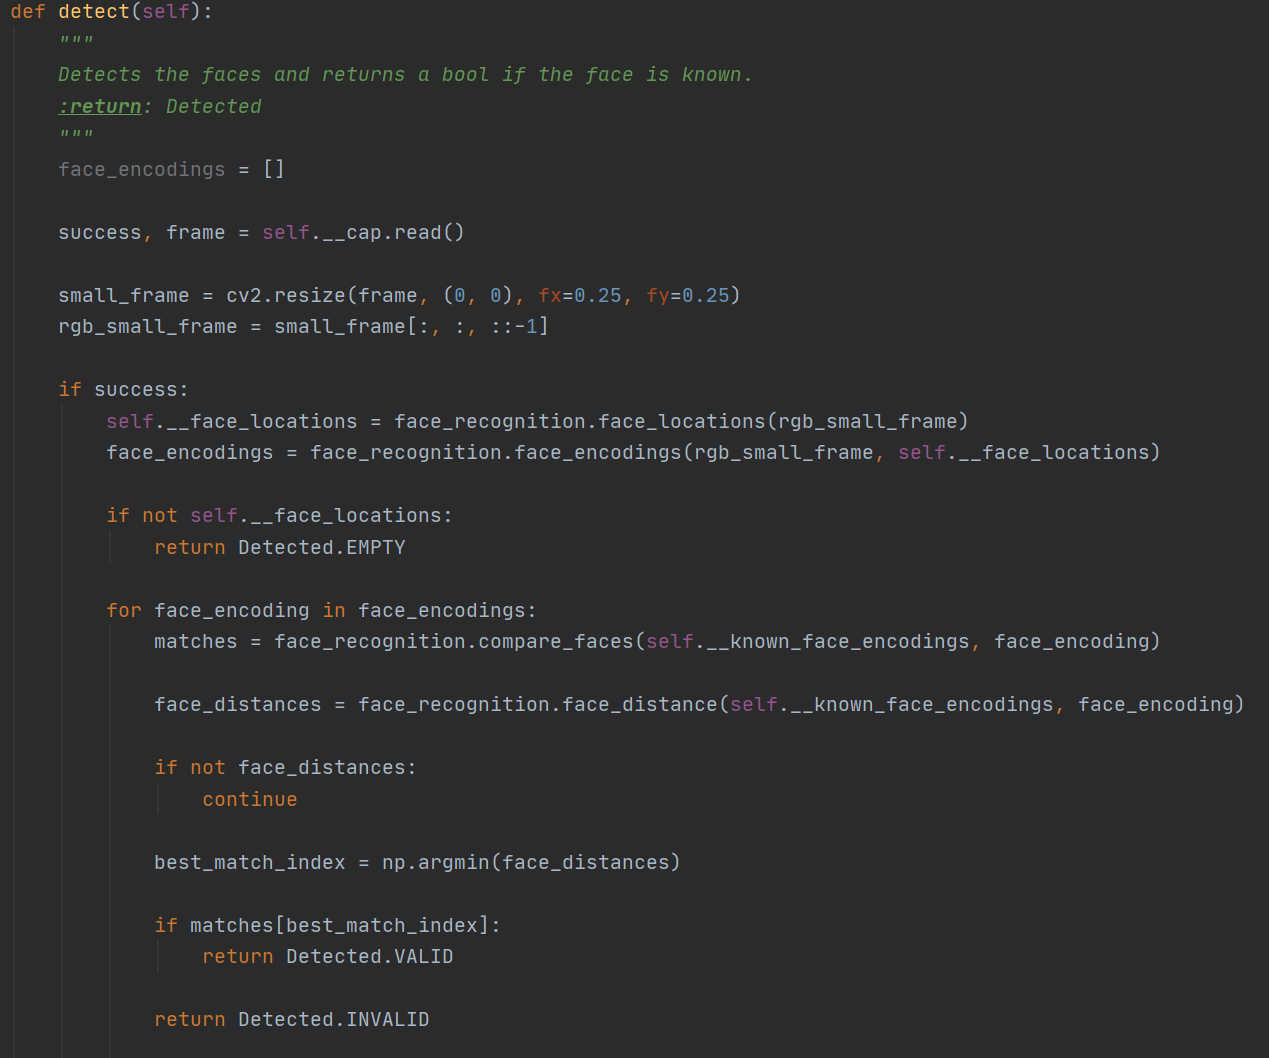 def detect(self):
    """
    Detects the faces and returns a bool if the face is known.
    :return: Detected
    """
    face_encodings = []

    success, frame = self.__cap.read()

    small_frame = cv2.resize(frame, (0, 0), fx=0.25, fy=0.25)
    rgb_small_frame = small_frame[:, :, ::-1]

    if success:
        self.__face_locations = face_recognition.face_locations(rgb_small_frame)
        face_encodings = face_recognition.face_encodings(rgb_small_frame, self.__face_locations)

        if not self.__face_locations:
            return Detected.EMPTY

        for face_encoding in face_encodings:
            matches = face_recognition.compare_faces(self.__known_face_encodings, face_encoding)

            face_distances = face_recognition.face_distance(self.__known_face_encodings, face_encoding)

            if not face_distances:
                continue

            best_match_index = np.argmin(face_distances)

            if matches[best_match_index]:
                return Detected.VALID

            return Detected.INVALID